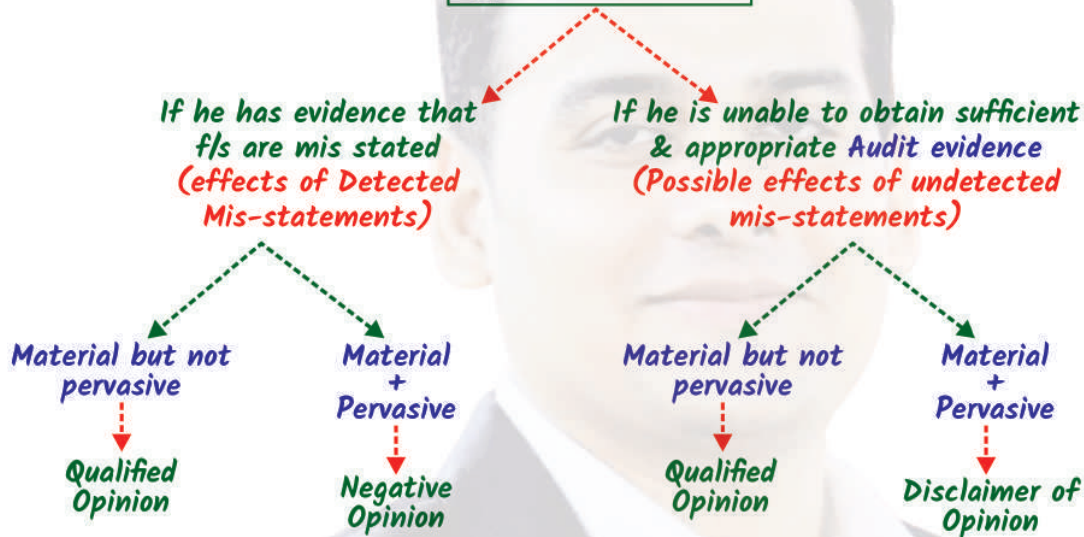 If he has evidence that
f/s are mis stated
(effects of Detected
Mis-statements)
If he is unable to obtain sufficient
& appropriate Audit evidence
(Possible effects of undetected
mis-statements)
Material but not
pervasive
Material
+
Pervasive
Material but not
pervasive
Material
+
Pervasive
Qualified
Opinion
Negative
Opinion
Qualified
Opinion
Disclaimer of
Opinion